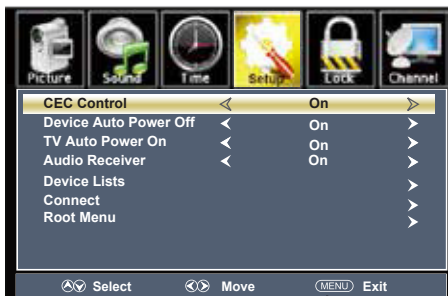 Picture Sound Time Setup Lock Channel
CEC Control On
Device Auto Power Off On
TV Auto Power On On
Audio Receiver On
Device Lists
Connect
Root Menu
Select Move MENU Exit